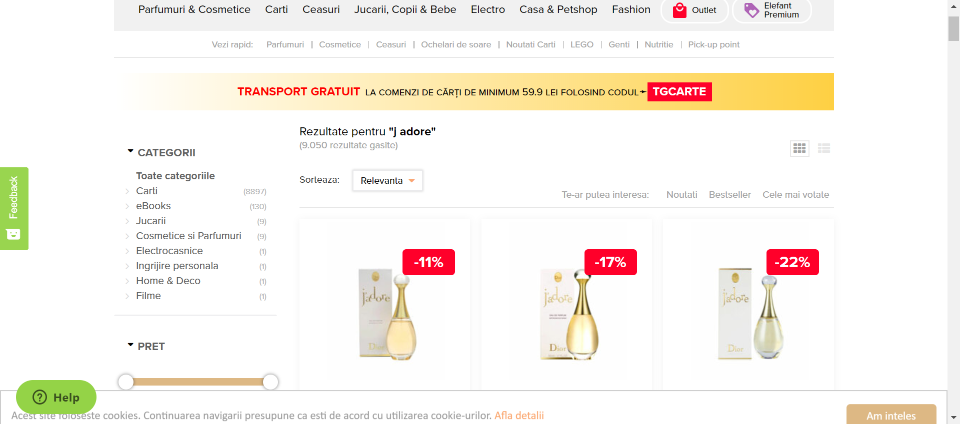 Parfumuri & Cosmetice Carti Ceasuri Jucarii, Copii & Bebe Electro Casa & Petshop Fashion Outlet Elefant Premium
Vezi rapid: Parfumuri | Cosmetice | Ceasuri | Ochelari de soare | Noutati Carti | LEGO | Genti | Nutritie | Pick-up point
TRANSPORT GRATUIT LA COMENZI DE CĂRȚI DE MINIMUM 59.9 LEI FOLOSIND CODUL TGCARTE
Rezultate pentru "j adore"
(9.050 rezultate gasite)
CATEGORII
Toate categoriile
Carti (8897)
eBooks (130)
Jucarii (9)
Cosmetice si Parfumuri (9)
Electrocasnice (1)
Ingrijire personala (1)
Home & Deco (1)
Filme (1)
PRET
Sorteaza: Relevanta
Te-ar putea interesa: Noutati Bestseller Cele mai votate
-11% -17% -22%
j'adore j'adore j'adore
Dior Dior Dior
Feedback
Help
Acest site foloseste cookies. Continuarea navigarii presupune ca esti de acord cu utilizarea cookie-urilor. Afla detalii
Am inteles